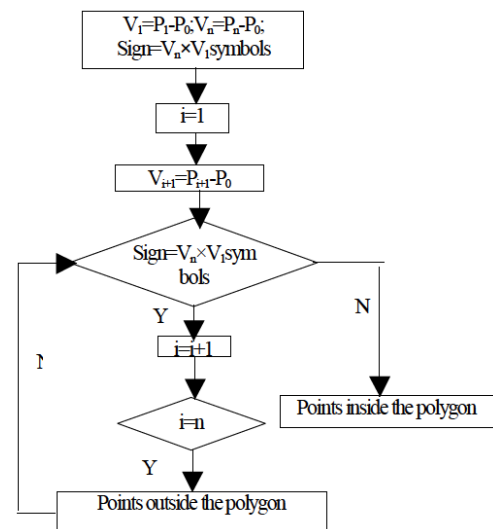 V₁=P₁-P₀;Vₙ=Pₙ-P₀;
Sign=Vₙ×V₁symbols
i=1
Vᵢ₊₁=Pᵢ₊₁-P₀
Sign=Vₙ×V₁sym
bols
N
Y
i=i+1
Points inside the polygon
i=n
Y
Points outside the polygon